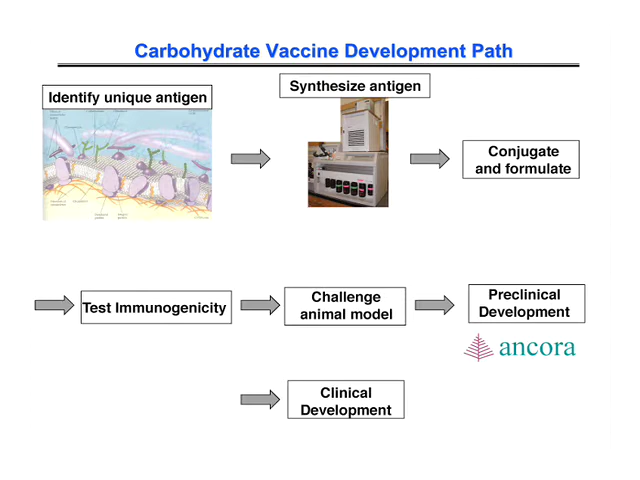 Carbohydrate Vaccine Development Path
Identify unique antigen
Synthesize antigen
Conjugate
and formulate
Test Immunogenicity
Challenge
animal model
Preclinical
Development
ancora
Clinical
Development